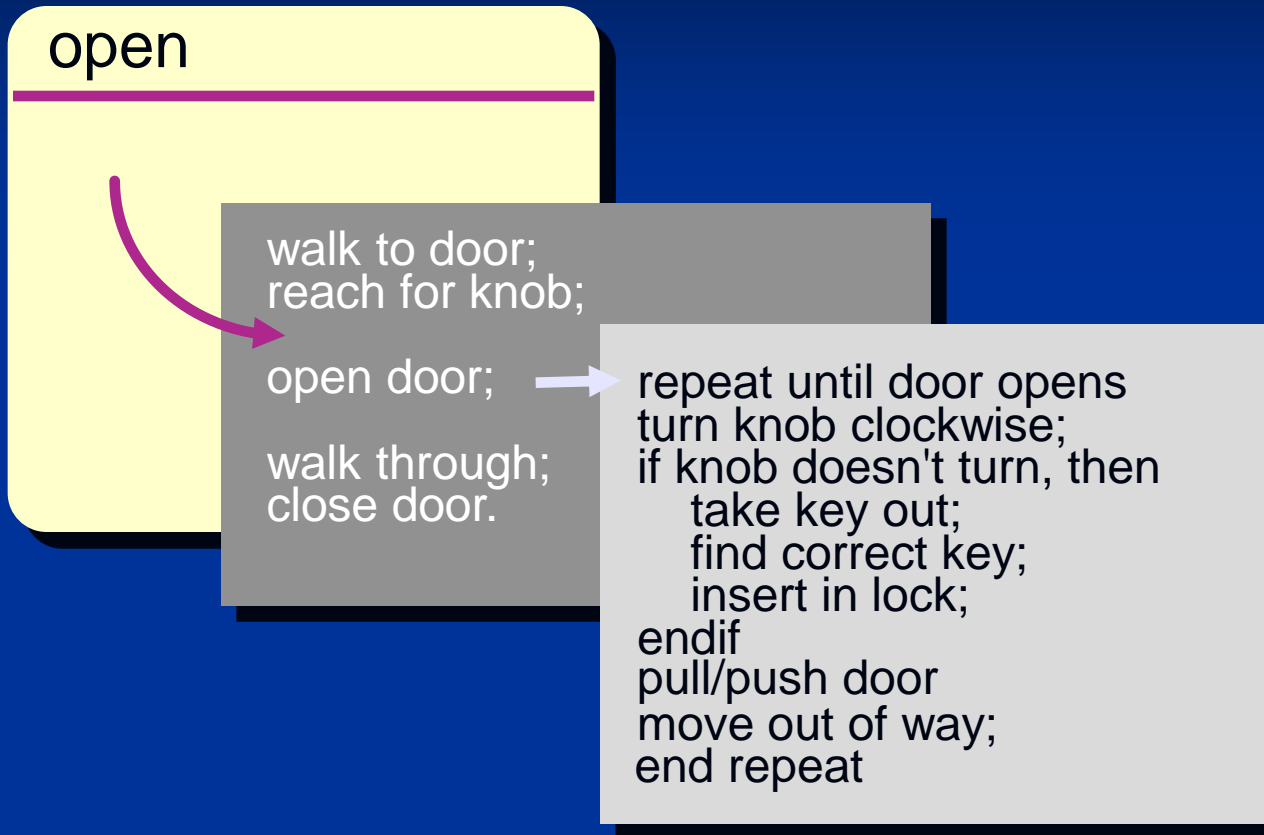 open
walk to door;
reach for knob;
open door;
walk through;
close door.
repeat until door opens
turn knob clockwise;
if knob doesn't turn, then
take key out;
find correct key;
insert in lock;
endif
pull/push door
move out of way;
end repeat